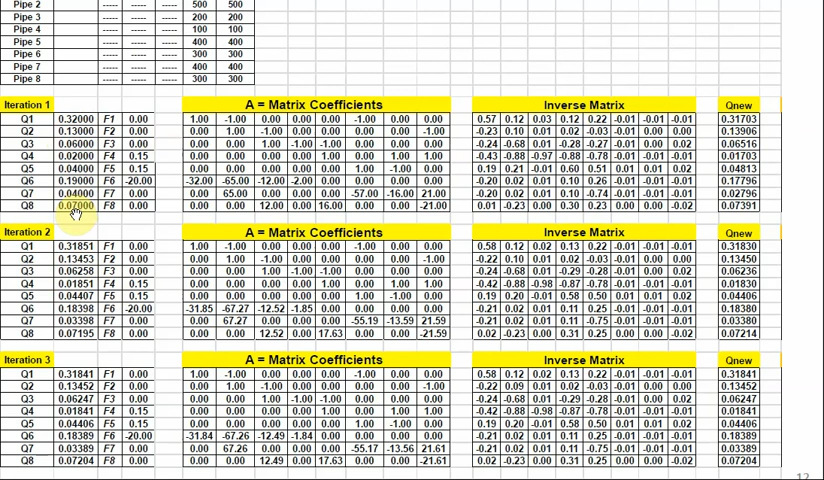 Pipe 2 ----- ----- ----- 500 500
Pipe 3 ----- ----- ----- 200 200
Pipe 4 ----- ----- ----- 100 100
Pipe 5 ----- ----- ----- 400 400
Pipe 6 ----- ----- ----- 300 300
Pipe 7 ----- ----- ----- 400 400
Pipe 8 ----- ----- ----- 300 300
Iteration 1 A = Matrix Coefficients Inverse Matrix Qnew
Q1 0.32000 F1 0.00 1.00 -1.00 0.00 0.00 0.00 -1.00 0.00 0.00 0.57 0.12 0.03 0.12 0.22 -0.01 -0.01 -0.01 0.31703
Q2 0.13000 F2 0.00 0.00 1.00 -1.00 0.00 0.00 0.00 0.00 -1.00 -0.23 0.10 0.01 0.02 -0.03 -0.01 0.00 0.00 0.13906
Q3 0.06000 F3 0.00 0.00 0.00 1.00 -1.00 -1.00 0.00 0.00 0.00 -0.24 -0.68 0.01 -0.28 -0.27 -0.01 0.00 0.02 0.06516
Q4 0.02000 F4 0.15 0.00 0.00 0.00 1.00 0.00 0.00 1.00 1.00 -0.43 -0.88 -0.97 -0.88 -0.78 -0.01 -0.01 -0.01 0.01703
Q5 0.04000 F5 0.15 0.00 0.00 0.00 0.00 1.00 -1.00 0.00 0.19 0.21 -0.01 0.60 0.51 0.01 0.01 0.02 0.04813
Q6 0.19000 F6 -20.00 -32.00 -65.00 -12.00 -2.00 0.00 0.00 0.00 0.00 -0.20 0.02 0.01 0.10 0.26 -0.01 -0.01 -0.01 0.17796
Q7 0.04000 F7 0.00 0.00 65.00 0.00 0.00 0.00 -57.00 -16.00 21.00 -0.20 0.02 0.01 0.10 -0.74 -0.01 -0.01 -0.01 0.02796
Q8 0.07000 F8 0.00 0.00 0.00 12.00 0.00 16.00 0.00 0.00 -21.00 0.01 -0.23 0.00 0.30 0.23 0.00 0.00 -0.02 0.07391
Iteration 2 A = Matrix Coefficients Inverse Matrix Qnew
Q1 0.31851 F1 0.00 1.00 -1.00 0.00 0.00 0.00 -1.00 0.00 0.00 0.58 0.12 0.02 0.13 0.22 -0.01 -0.01 -0.01 0.31830
Q2 0.13453 F2 0.00 0.00 1.00 -1.00 0.00 0.00 0.00 0.00 -1.00 -0.22 0.10 0.01 0.02 -0.03 -0.01 0.00 0.00 0.13450
Q3 0.06258 F3 0.00 0.00 0.00 1.00 -1.00 -1.00 0.00 0.00 0.00 -0.24 -0.68 0.01 -0.29 -0.28 -0.01 0.00 0.02 0.06236
Q4 0.01851 F4 0.15 0.00 0.00 0.00 1.00 0.00 0.00 1.00 1.00 -0.42 -0.88 -0.98 -0.87 -0.78 -0.01 -0.01 -0.01 0.01830
Q5 0.04407 F5 0.15 0.00 0.00 0.00 0.00 1.00 -1.00 0.00 0.00 0.19 0.20 -0.01 0.58 0.50 0.01 0.01 0.02 0.04406
Q6 0.18398 F6 -20.00 -31.85 -67.27 -12.52 -1.85 0.00 0.00 0.00 0.00 -0.21 0.02 0.01 0.11 0.25 -0.01 -0.01 -0.01 0.18380
Q7 0.03398 F7 0.00 0.00 67.27 0.00 0.00 0.00 -55.19 -13.59 21.59 -0.21 0.02 0.01 0.11 -0.75 -0.01 -0.01 -0.01 0.03380
Q8 0.07195 F8 0.00 0.00 0.00 12.52 0.00 17.63 0.00 0.00 -21.59 0.02 -0.23 0.00 0.31 0.25 0.00 0.00 -0.02 0.07214
Iteration 3 A = Matrix Coefficients Inverse Matrix Qnew
Q1 0.31841 F1 0.00 1.00 -1.00 0.00 0.00 0.00 -1.00 0.00 0.00 0.58 0.12 0.02 0.13 0.22 -0.01 -0.01 -0.01 0.31841
Q2 0.13452 F2 0.00 0.00 1.00 -1.00 0.00 0.00 0.00 0.00 -1.00 -0.22 0.09 0.01 0.02 -0.03 -0.01 0.00 0.00 0.13452
Q3 0.06247 F3 0.00 0.00 0.00 1.00 -1.00 -1.00 0.00 0.00 0.00 -0.24 -0.68 0.01 -0.29 -0.28 -0.01 0.00 0.02 0.06247
Q4 0.01841 F4 0.15 0.00 0.00 0.00 1.00 0.00 0.00 1.00 1.00 -0.42 -0.88 -0.98 -0.87 -0.78 -0.01 -0.01 -0.01 0.01841
Q5 0.04406 F5 0.15 0.00 0.00 0.00 0.00 1.00 -1.00 0.00 0.00 0.19 0.20 -0.01 0.58 0.50 0.01 0.01 0.02 0.04406
Q6 0.18389 F6 -20.00 -31.84 -67.26 -12.49 -1.84 0.00 0.00 0.00 0.00 -0.21 0.02 0.01 0.11 0.25 -0.01 -0.01 -0.01 0.18389
Q7 0.03389 F7 0.00 0.00 67.26 0.00 0.00 0.00 -55.17 -13.56 21.61 -0.21 0.02 0.01 0.11 -0.75 -0.01 -0.01 -0.01 0.03389
Q8 0.07204 F8 0.00 0.00 0.00 12.49 0.00 17.63 0.00 0.00 -21.61 0.02 -0.23 0.00 0.31 0.25 0.00 0.00 -0.02 0.07204